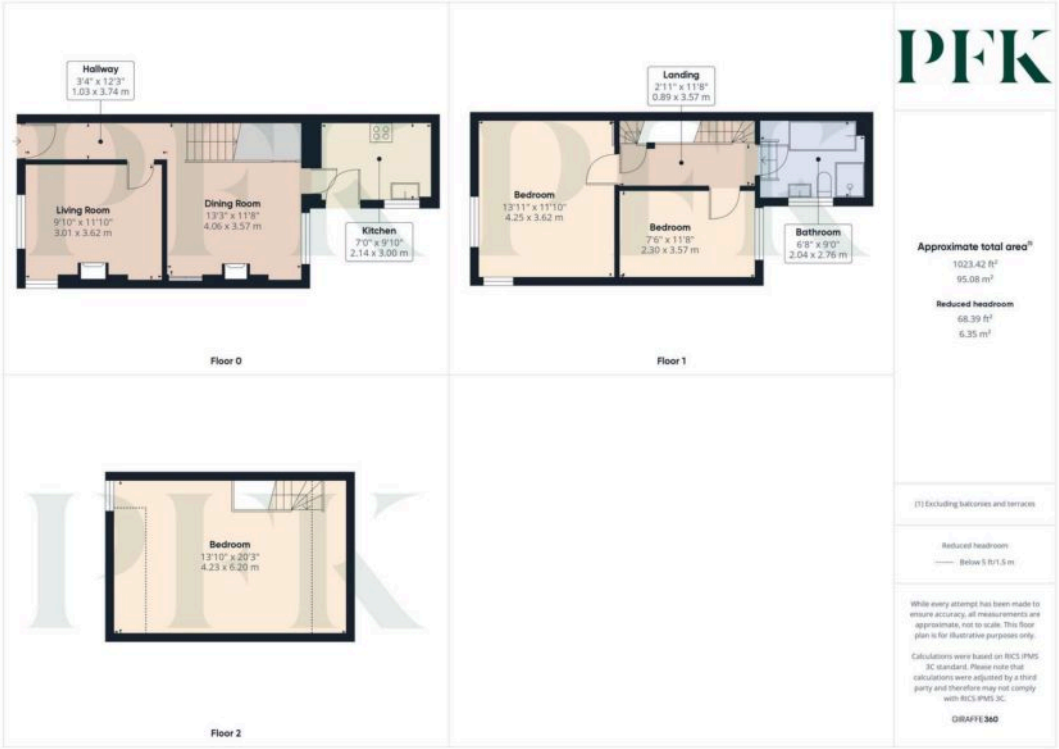 Hallway
3'4" x 12'3"
1.03 x 3.74 m
Living Room
9'10" x 11'10"
3.01 x 3.62 m
Dining Room
13'3" x 11'8"
4.06 x 3.57 m
Kitchen
7'0" x 9'10"
2.14 x 3.00 m
PFK
Floor 0
Landing
2'11" x 11'8"
0.89 x 3.57 m
Bedroom
13'11" x 11'10"
4.25 x 3.62 m
Bedroom
7'6" x 11'8"
2.30 x 3.57 m
Bathroom
6'8" x 9'0"
2.04 x 2.76 m
PFK
Floor 1
Bedroom
13'10" x 20'3"
4.23 x 6.20 m
PFK
Floor 2
PFK
Approximate total area⁽¹⁾
1023.42 ft²
95.08 m²
Reduced headroom
68.39 ft²
6.35 m²
(1) Excluding balconies and terraces
Reduced headroom
Below 5 ft/1.5 m
While every attempt has been made to
ensure accuracy, all measurements are
approximate, not to scale. This floor
plan is for illustrative purposes only.
Calculations were based on RICS IPMS
3C standard. Please note that
calculations were adjusted by a third
party and therefore may not comply
with RICS IPMS 3C.
GIRAFFE360